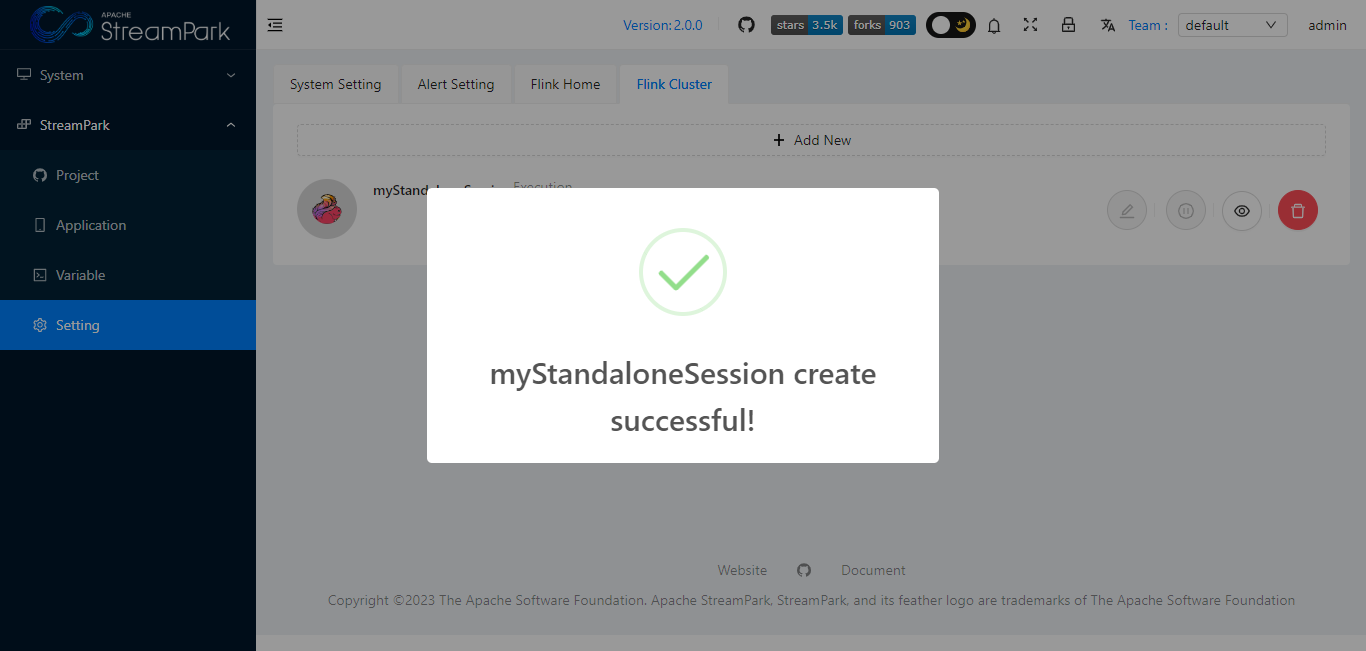 APACHE
StreamPark
Version: 2.0.0
stars 3.5k
forks 903
Team :
default
admin
System
StreamPark
Project
Application
Variable
Setting
System Setting
Alert Setting
Flink Home
Flink Cluster
Add New
Execution
myStandaloneSession create
successful!
Website
Document
Copyright ©2023 The Apache Software Foundation. Apache StreamPark, StreamPark, and its feather logo are trademarks of The Apache Software Foundation